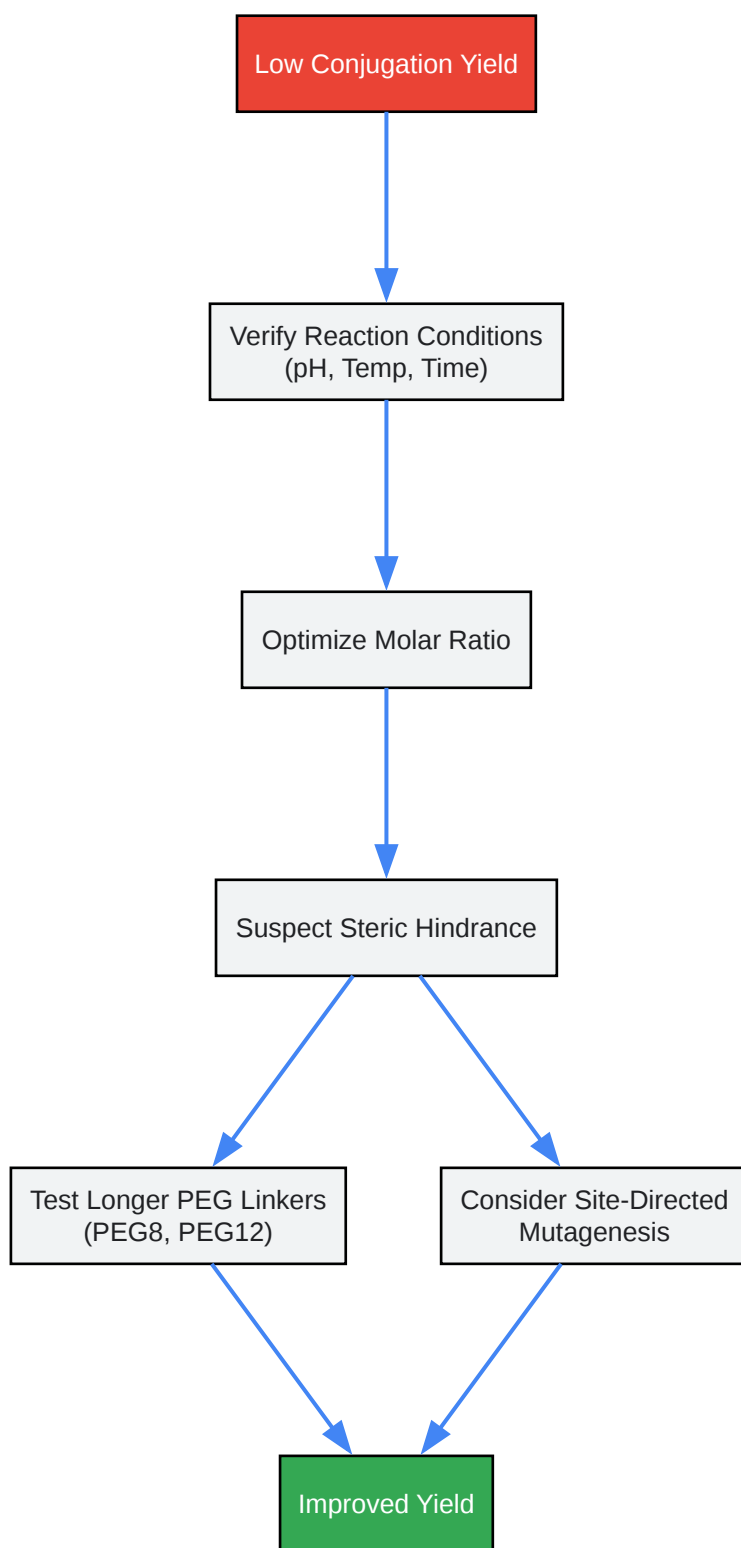 Low Conjugation Yield
Verify Reaction Conditions
(pH, Temp, Time)
Optimize Molar Ratio
Suspect Steric Hindrance
Test Longer PEG Linkers
(PEG8, PEG12)
Consider Site-Directed
Mutagenesis
Improved Yield